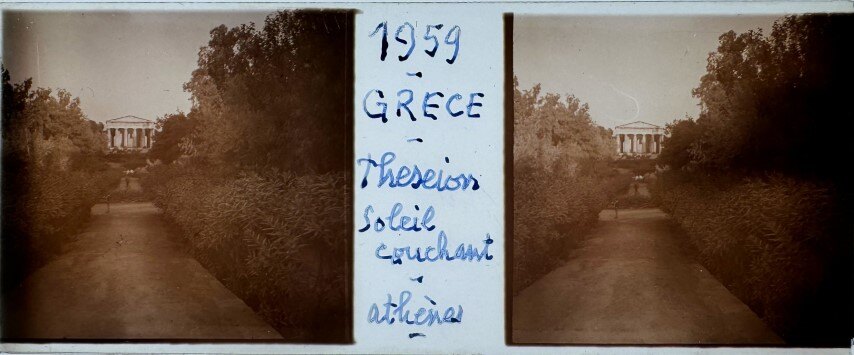 1959
-
GRECE
-
Theseion
Soleil
couchant
-
athènes
-